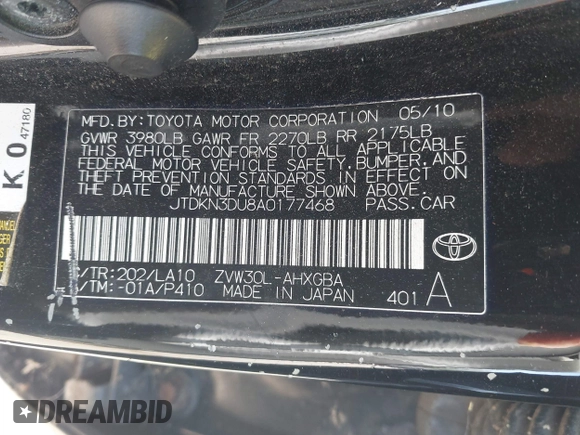 MFD.BY:TOYOTA MOTOR CORPORATION 05/10
GVWR 3980LB GAWR FR 2270LB RR 2175LB
THIS VEHICLE CONFORMS TO ALL APPLICABLE
FEDERAL MOTOR VEHICLE SAFETY, BUMPER, AND
THEFT PREVENTION STANDARDS IN EFFECT ON
THE DATE OF MANUFACTURE SHOWN ABOVE.
JTDKN3DU8A0177468 PASS.CAR
/TR:202/LA10 ZVW30L-AHXGBA
/TM:-01A/P410 MADE IN JAPAN 401 A
K 0 47180
DREAMBID